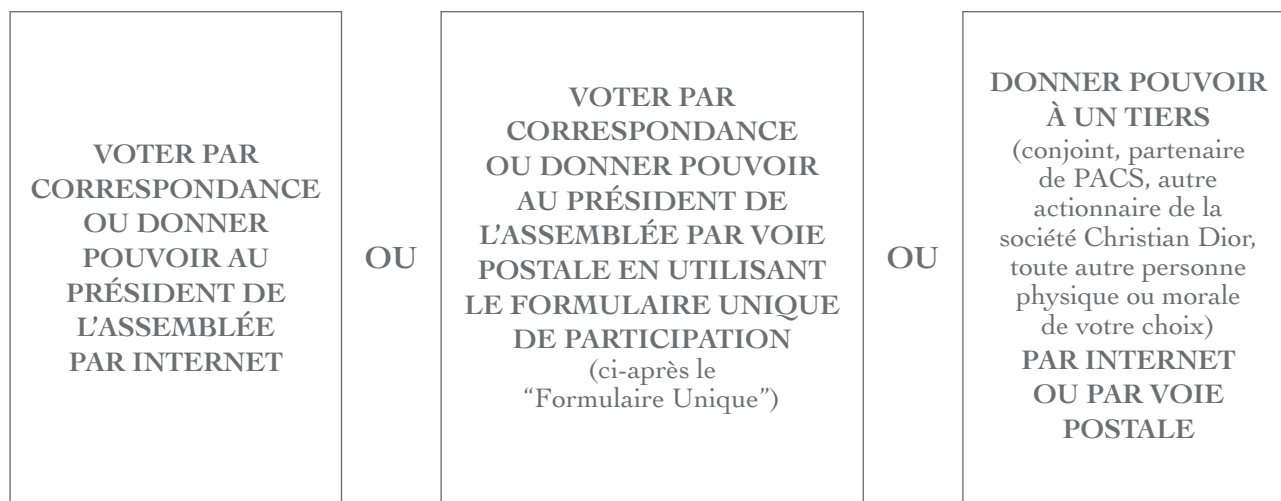 VOTER PAR
CORRESPONDANCE
OU DONNER
POUVOIR AU
PRÉSIDENT DE
L’ASSEMBLÉE
PAR INTERNET
OU
VOTER PAR
CORRESPONDANCE
OU DONNER POUVOIR
AU PRÉSIDENT DE
L’ASSEMBLÉE PAR VOIE
POSTALE EN UTILISANT
LE FORMULAIRE UNIQUE
DE PARTICIPATION
(ci-après le
“Formulaire Unique”)
OU
DONNER POUVOIR
À UN TIERS
(conjoint, partenaire
de PACS, autre
actionnaire de la
société Christian Dior,
toute autre personne
physique ou morale
de votre choix)
PAR INTERNET
OU PAR VOIE
POSTALE